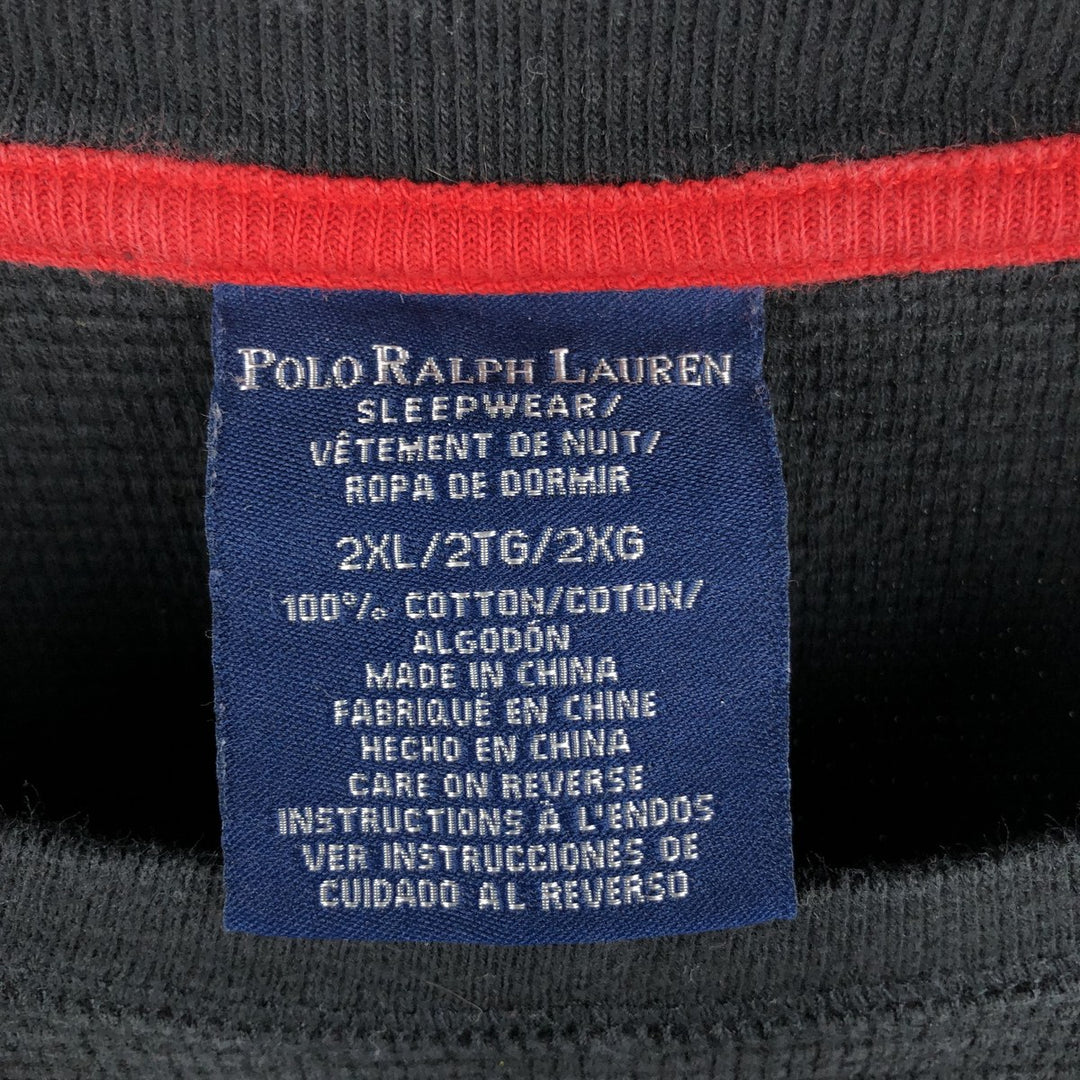 POLO RALPH LAUREN
SLEEPWEAR/
VÊTEMENT DE NUIT/
ROPA DE DORMIR
2XL/2TG/2XG
100% COTTON/COTON/
ALGODÓN
MADE IN CHINA
FABRIQUÉ EN CHINE
HECHO EN CHINA
CARE ON REVERSE
INSTRUCTIONS À L'ENDOS
VER INSTRUCCIONES DE
CUIDADO AL REVERSO